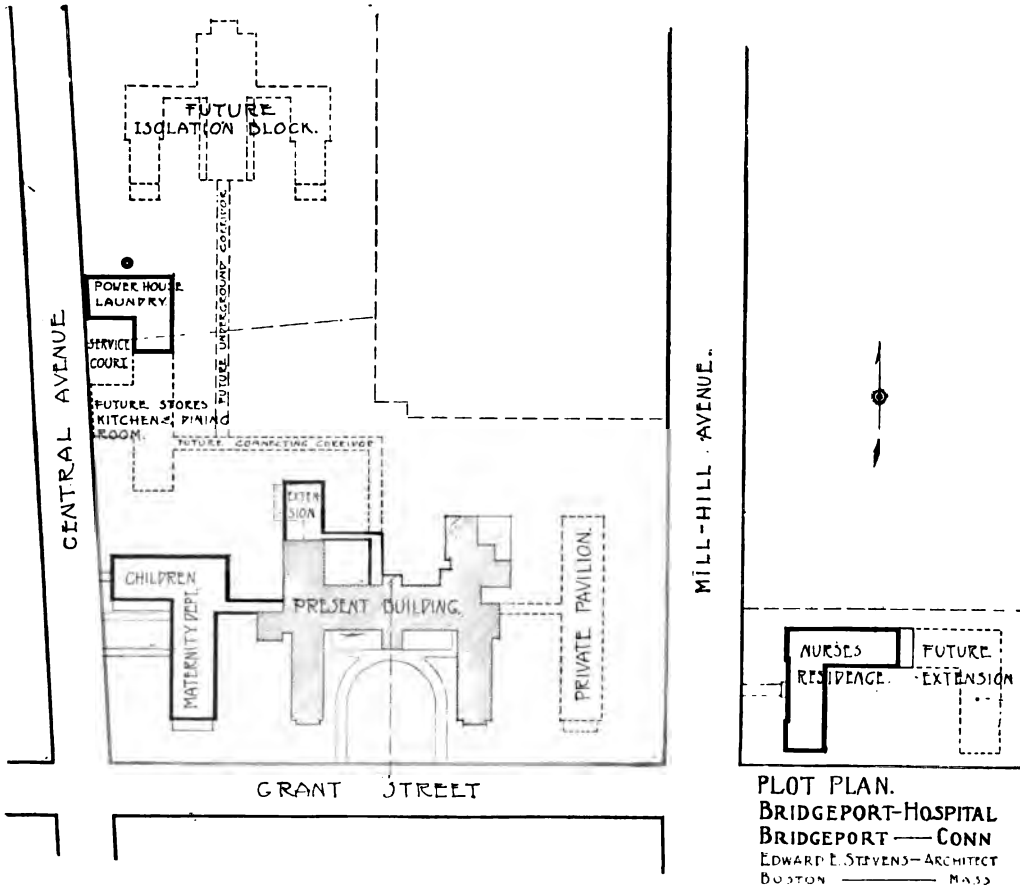 FUTURE
ISOLATION BLOCK.
FUTURE UNDERGROUND CORRIDOR
POWER HOUSE
LAUNDRY.
SERVICE
COURT
CENTRAL AVENUE
FUTURE STORES
KITCHEN & DINING
ROOM.
FUTURE CONNECTING CORRIDOR
EXTEN
SION
CHILDREN
MATERNITY DEPT.
PRESENT BUILDING.
PRIVATE PAVILION.
MILL-HILL AVENUE.
NURSES
RESIDENCE.
FUTURE
EXTENSION
GRANT STREET
PLOT PLAN.
BRIDGEPORT-HOSPITAL
BRIDGEPORT — CONN
EDWARD F. STEVENS — ARCHITECT
BOSTON — MASS